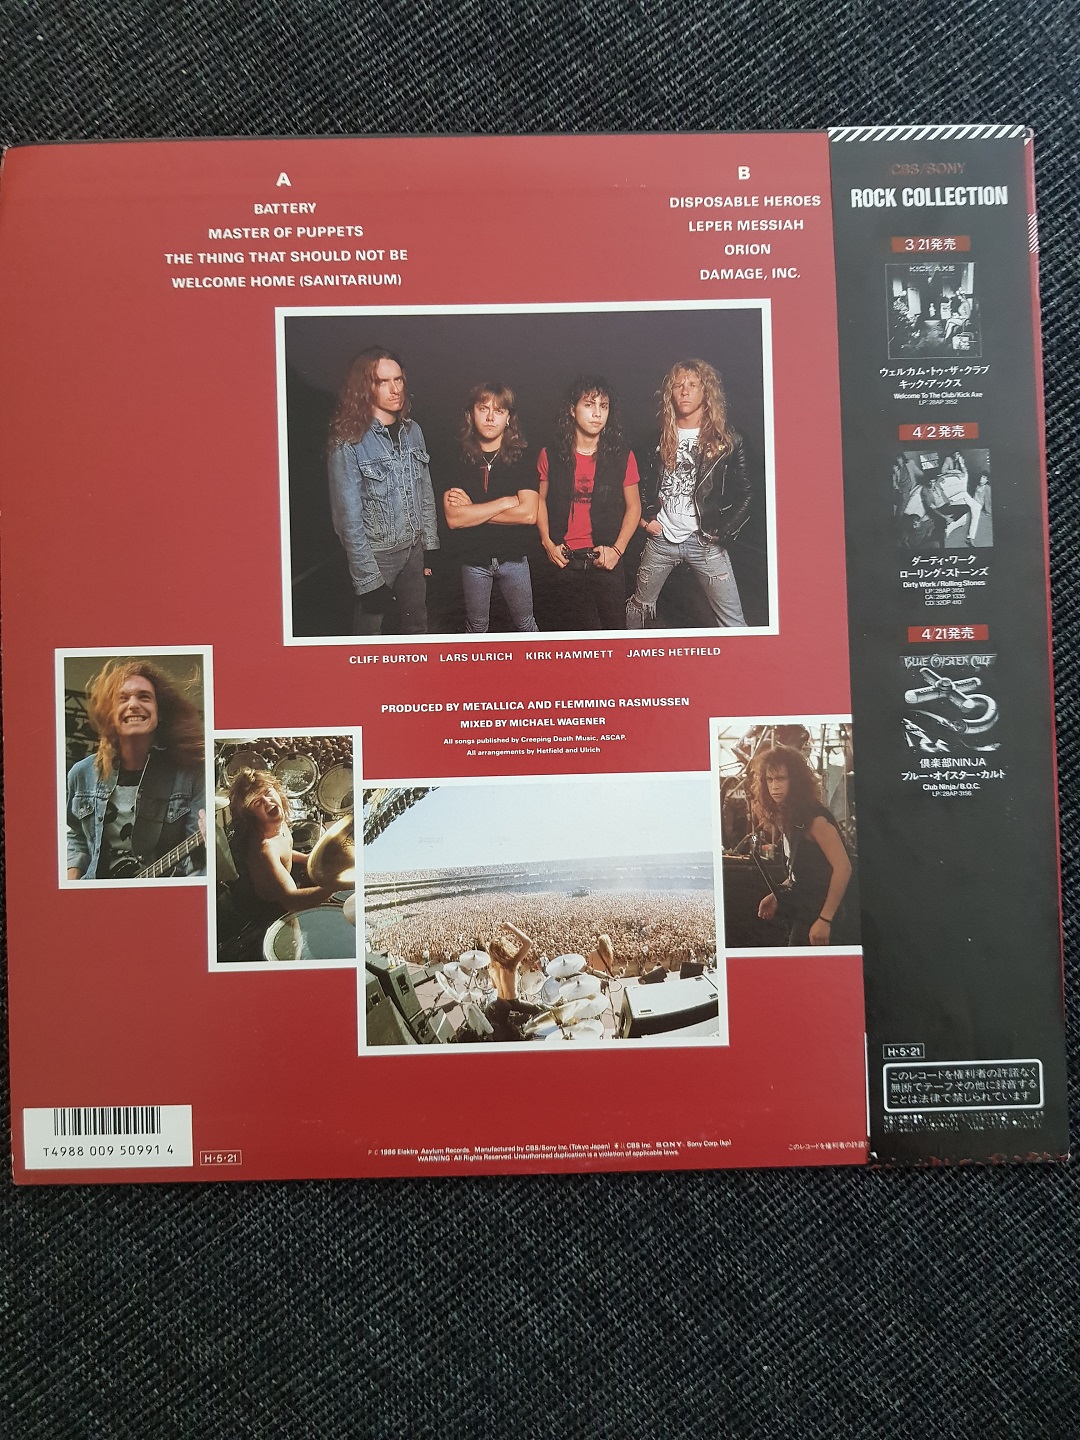 A
BATTERY
MASTER OF PUPPETS
THE THING THAT SHOULD NOT BE
WELCOME HOME (SANITARIUM)
B
DISPOSABLE HEROES
LEPER MESSIAH
ORION
DAMAGE, INC.
CLIFF BURTON LARS ULRICH KIRK HAMMETT JAMES HETFIELD
PRODUCED BY METALLICA AND FLEMMING RASMUSSEN
MIXED BY MICHAEL WAGENER
All songs published by Creeping Death Music, ASCAP.
All arrangements by Hetfield and Ulrich
T4988 009 50991 4
H・5・21
1986 Elektra Asylum Records. Manufactured by CBS/Sony Inc. (Tokyo Japan) CBS Inc. SONY Sony Corp. (kp)
WARNING: All Rights Reserved. Unauthorized duplication is a violation of applicable laws.
このレコードを権利者の許諾な
CBS/SONY
ROCK COLLECTION
3/21発売
KICK AXE
ウェルカム・トゥ・ザ・クラブ
キック・アックス
Welcome To The Club/Kick Axe
LP:28AP 3152
4/2発売
ダーティ・ワーク
ローリング・ストーンズ
Dirty Work/Rolling Stones
LP:28AP 3150
CA:28KP 1335
CD:32DP 410
4/21発売
BLUE ÖYSTER CULT
倶楽部NINJA
ブルー・オイスター・カルト
Club Ninja/B.O.C.
LP:28AP 3156
H・5・21
このレコードを権利者の許諾なく
無断でテープその他に録音する
ことは法律で禁じられています